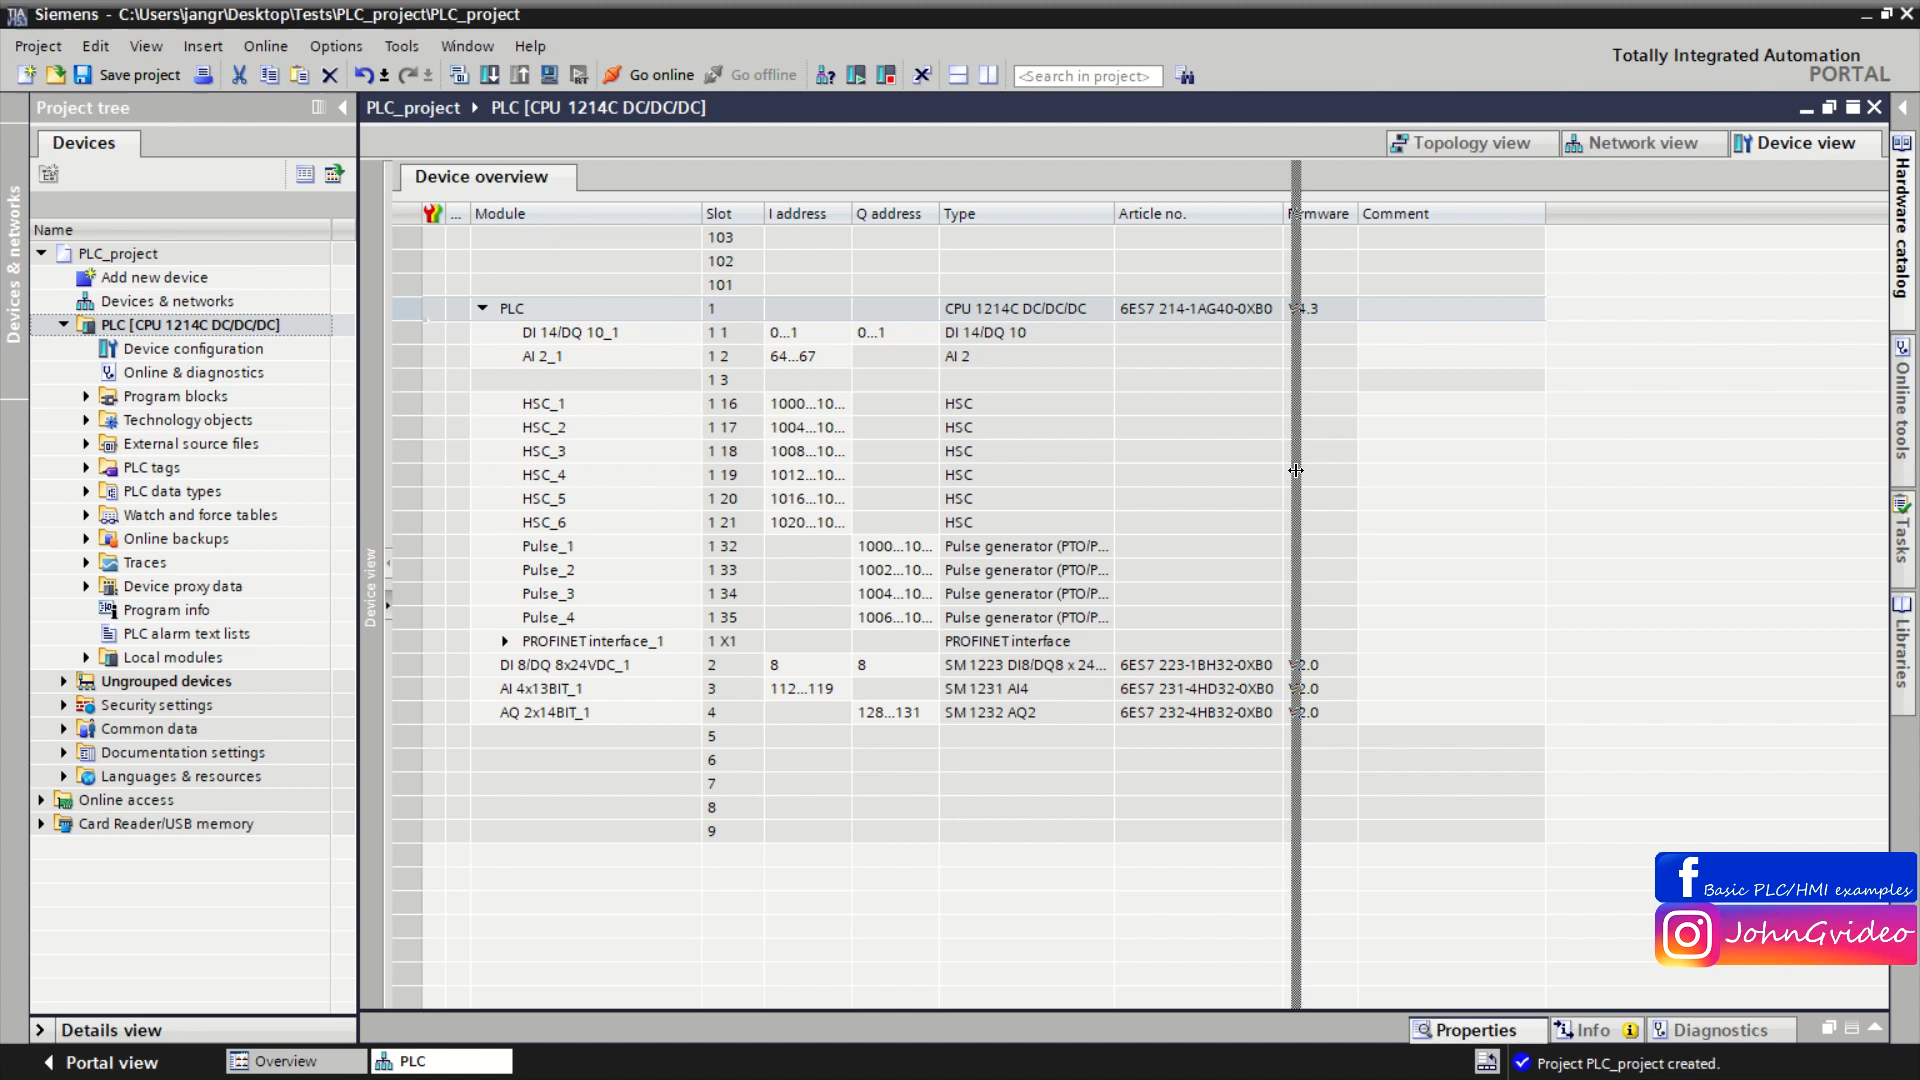 Siemens - C:\Users\jangr\Desktop\Tests\PLC_project\PLC_project
Project Edit View Insert Online Options Tools Window Help
Totally Integrated Automation
PORTAL
Save project Go online Go offline <Search in project>
Project tree
PLC_project PLC [CPU 1214C DC/DC/DC]
Devices
Topology view Network view Device view
Device overview
Devices & networks
Name
PLC_project
Add new device
Devices & networks
PLC [CPU 1214C DC/DC/DC]
Device configuration
Online & diagnostics
Program blocks
Technology objects
External source files
PLC tags
PLC data types
Watch and force tables
Online backups
Traces
Device proxy data
Program info
PLC alarm text lists
Local modules
Ungrouped devices
Security settings
Common data
Documentation settings
Languages & resources
Online access
Card Reader/USB memory
Details view
Device view
... Module Slot I address Q address Type Article no. Firmware Comment
103
102
101
PLC 1 CPU 1214C DC/DC/DC 6ES7 214-1AG40-0XB0 V4.3
DI 14/DQ 10_1 1 1 0...1 0...1 DI 14/DQ 10
AI 2_1 1 2 64...67 AI 2
1 3
HSC_1 1 16 1000...10... HSC
HSC_2 1 17 1004...10... HSC
HSC_3 1 18 1008...10... HSC
HSC_4 1 19 1012...10... HSC
HSC_5 1 20 1016...10... HSC
HSC_6 1 21 1020...10... HSC
Pulse_1 1 32 1000...10... Pulse generator (PTO/P...
Pulse_2 1 33 1002...10... Pulse generator (PTO/P...
Pulse_3 1 34 1004...10... Pulse generator (PTO/P...
Pulse_4 1 35 1006...10... Pulse generator (PTO/P...
PROFINET interface_1 1 X1 PROFINET interface
DI 8/DQ 8x24VDC_1 2 8 8 SM 1223 DI8/DQ8 x 24... 6ES7 223-1BH32-0XB0 V2.0
AI 4x13BIT_1 3 112...119 SM 1231 AI4 6ES7 231-4HD32-0XB0 V2.0
AQ 2x14BIT_1 4 128...131 SM 1232 AQ2 6ES7 232-4HB32-0XB0 V2.0
5
6
7
8
9
Hardware catalog
Online tools
Tasks
Libraries
f Basic PLC/HMI examples
JohnGvideo
Properties Info Diagnostics
Portal view Overview PLC Project PLC_project created.